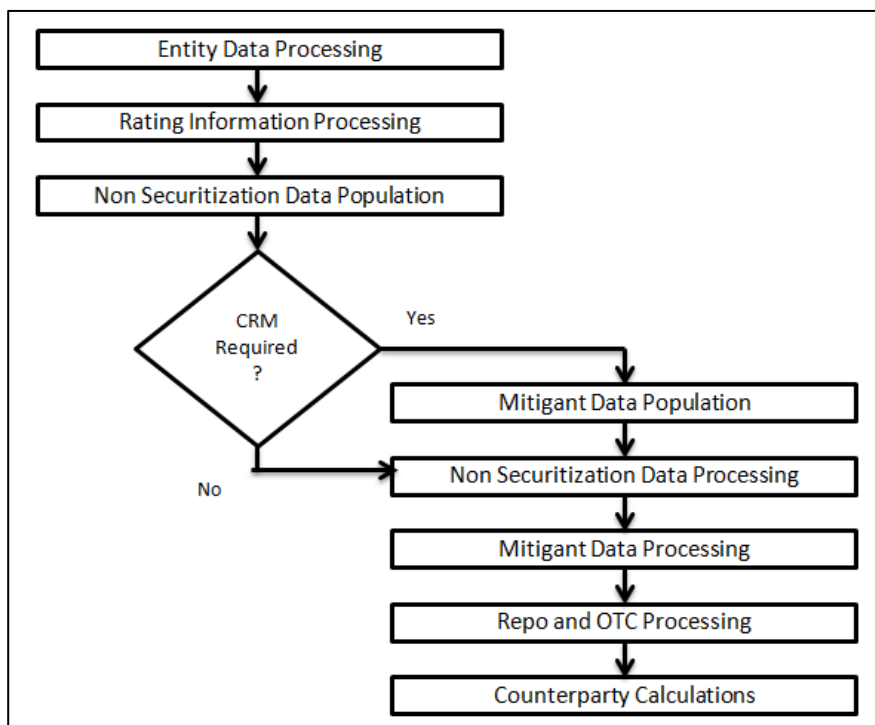 Entity Data Processing
Rating Information Processing
Non Securitization Data Population
CRM
Required
?
Yes
No
Mitigant Data Population
Non Securitization Data Processing
Mitigant Data Processing
Repo and OTC Processing
Counterparty Calculations